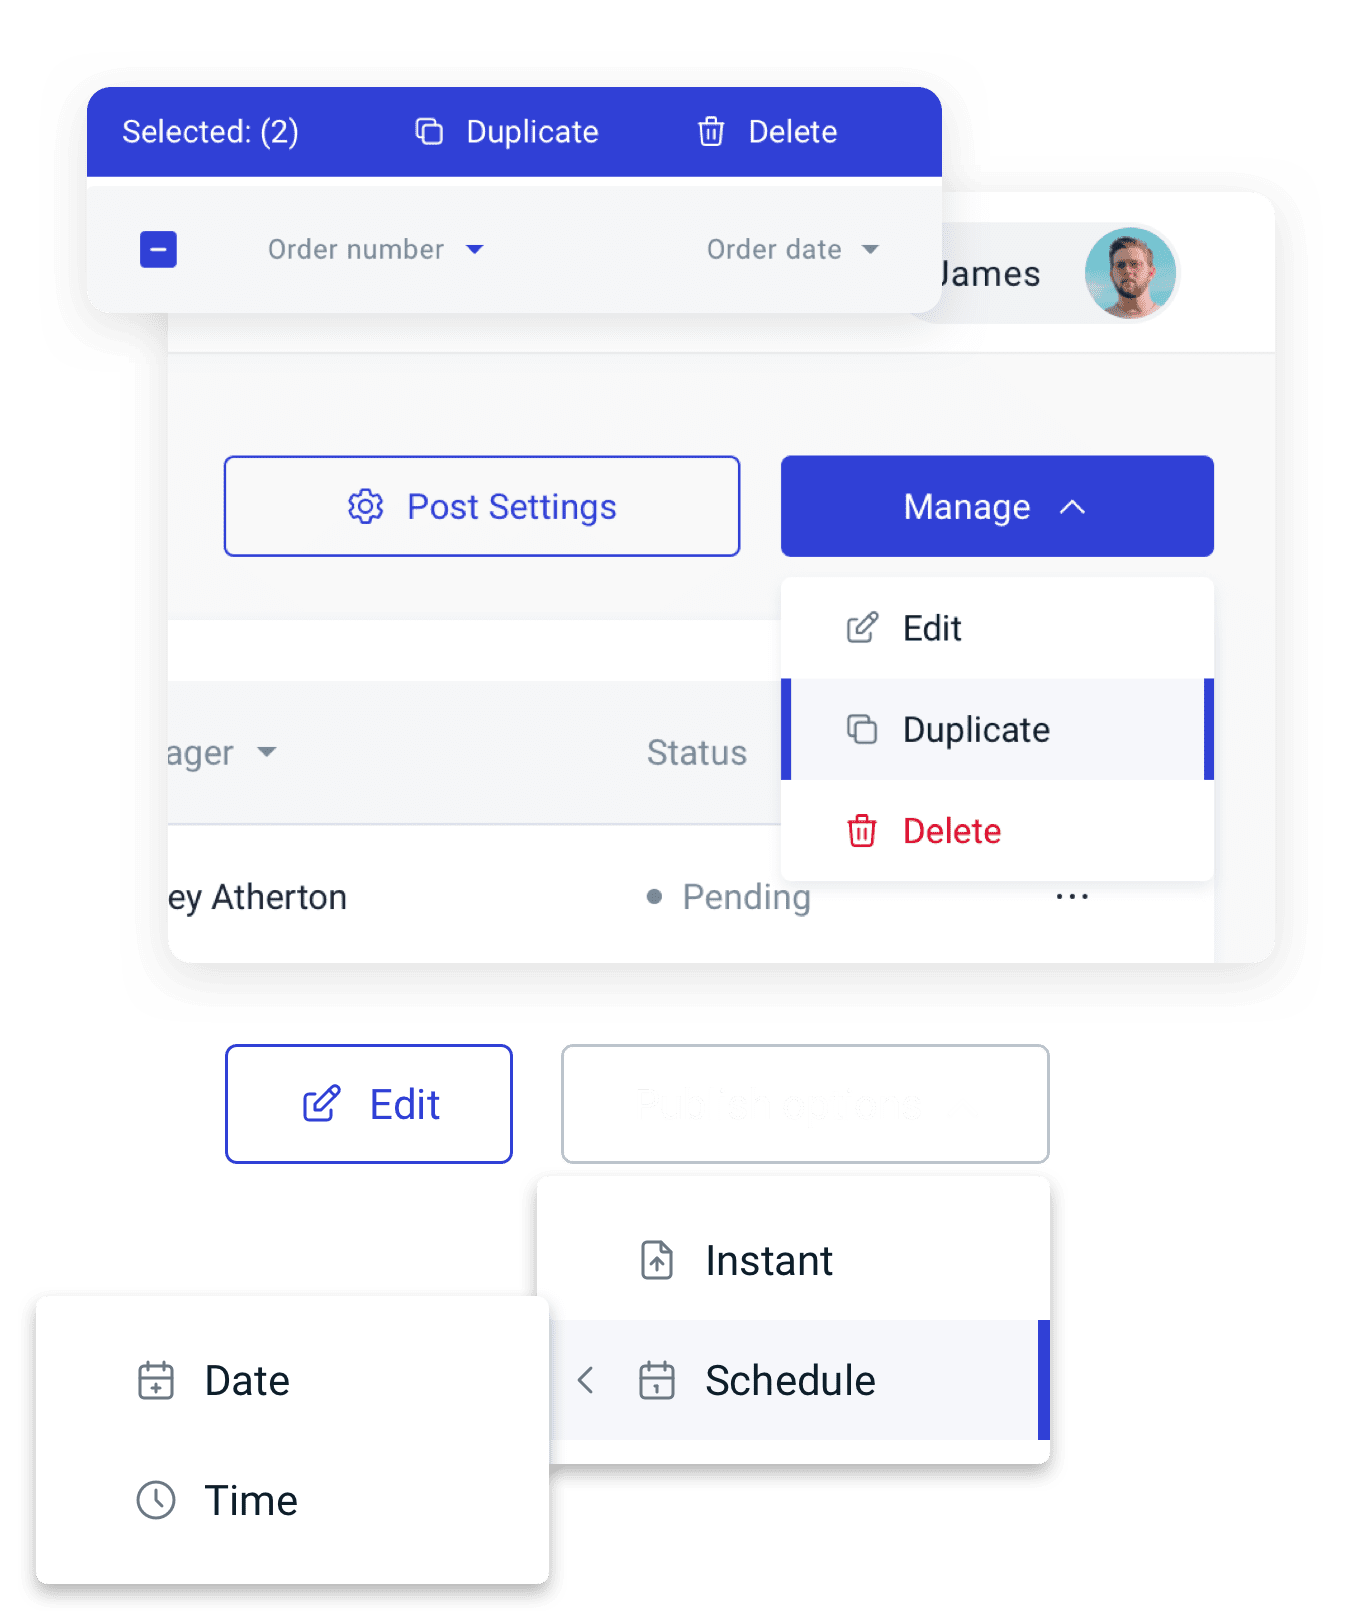 Selected: (2)
Duplicate
Delete
Order number
Order date
James
Post Settings
Manage
Edit
Duplicate
Delete
ager
Status
ey Atherton
Pending
Edit
Instant
Schedule
Date
Time